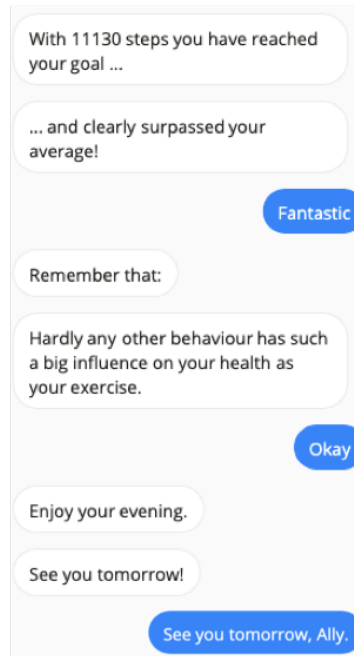 With 11130 steps you have reached
your goal ...
... and clearly surpassed your
average!
Fantastic
Remember that:
Hardly any other behaviour has such
a big influence on your health as
your exercise.
Okay
Enjoy your evening.
See you tomorrow!
See you tomorrow, Ally.